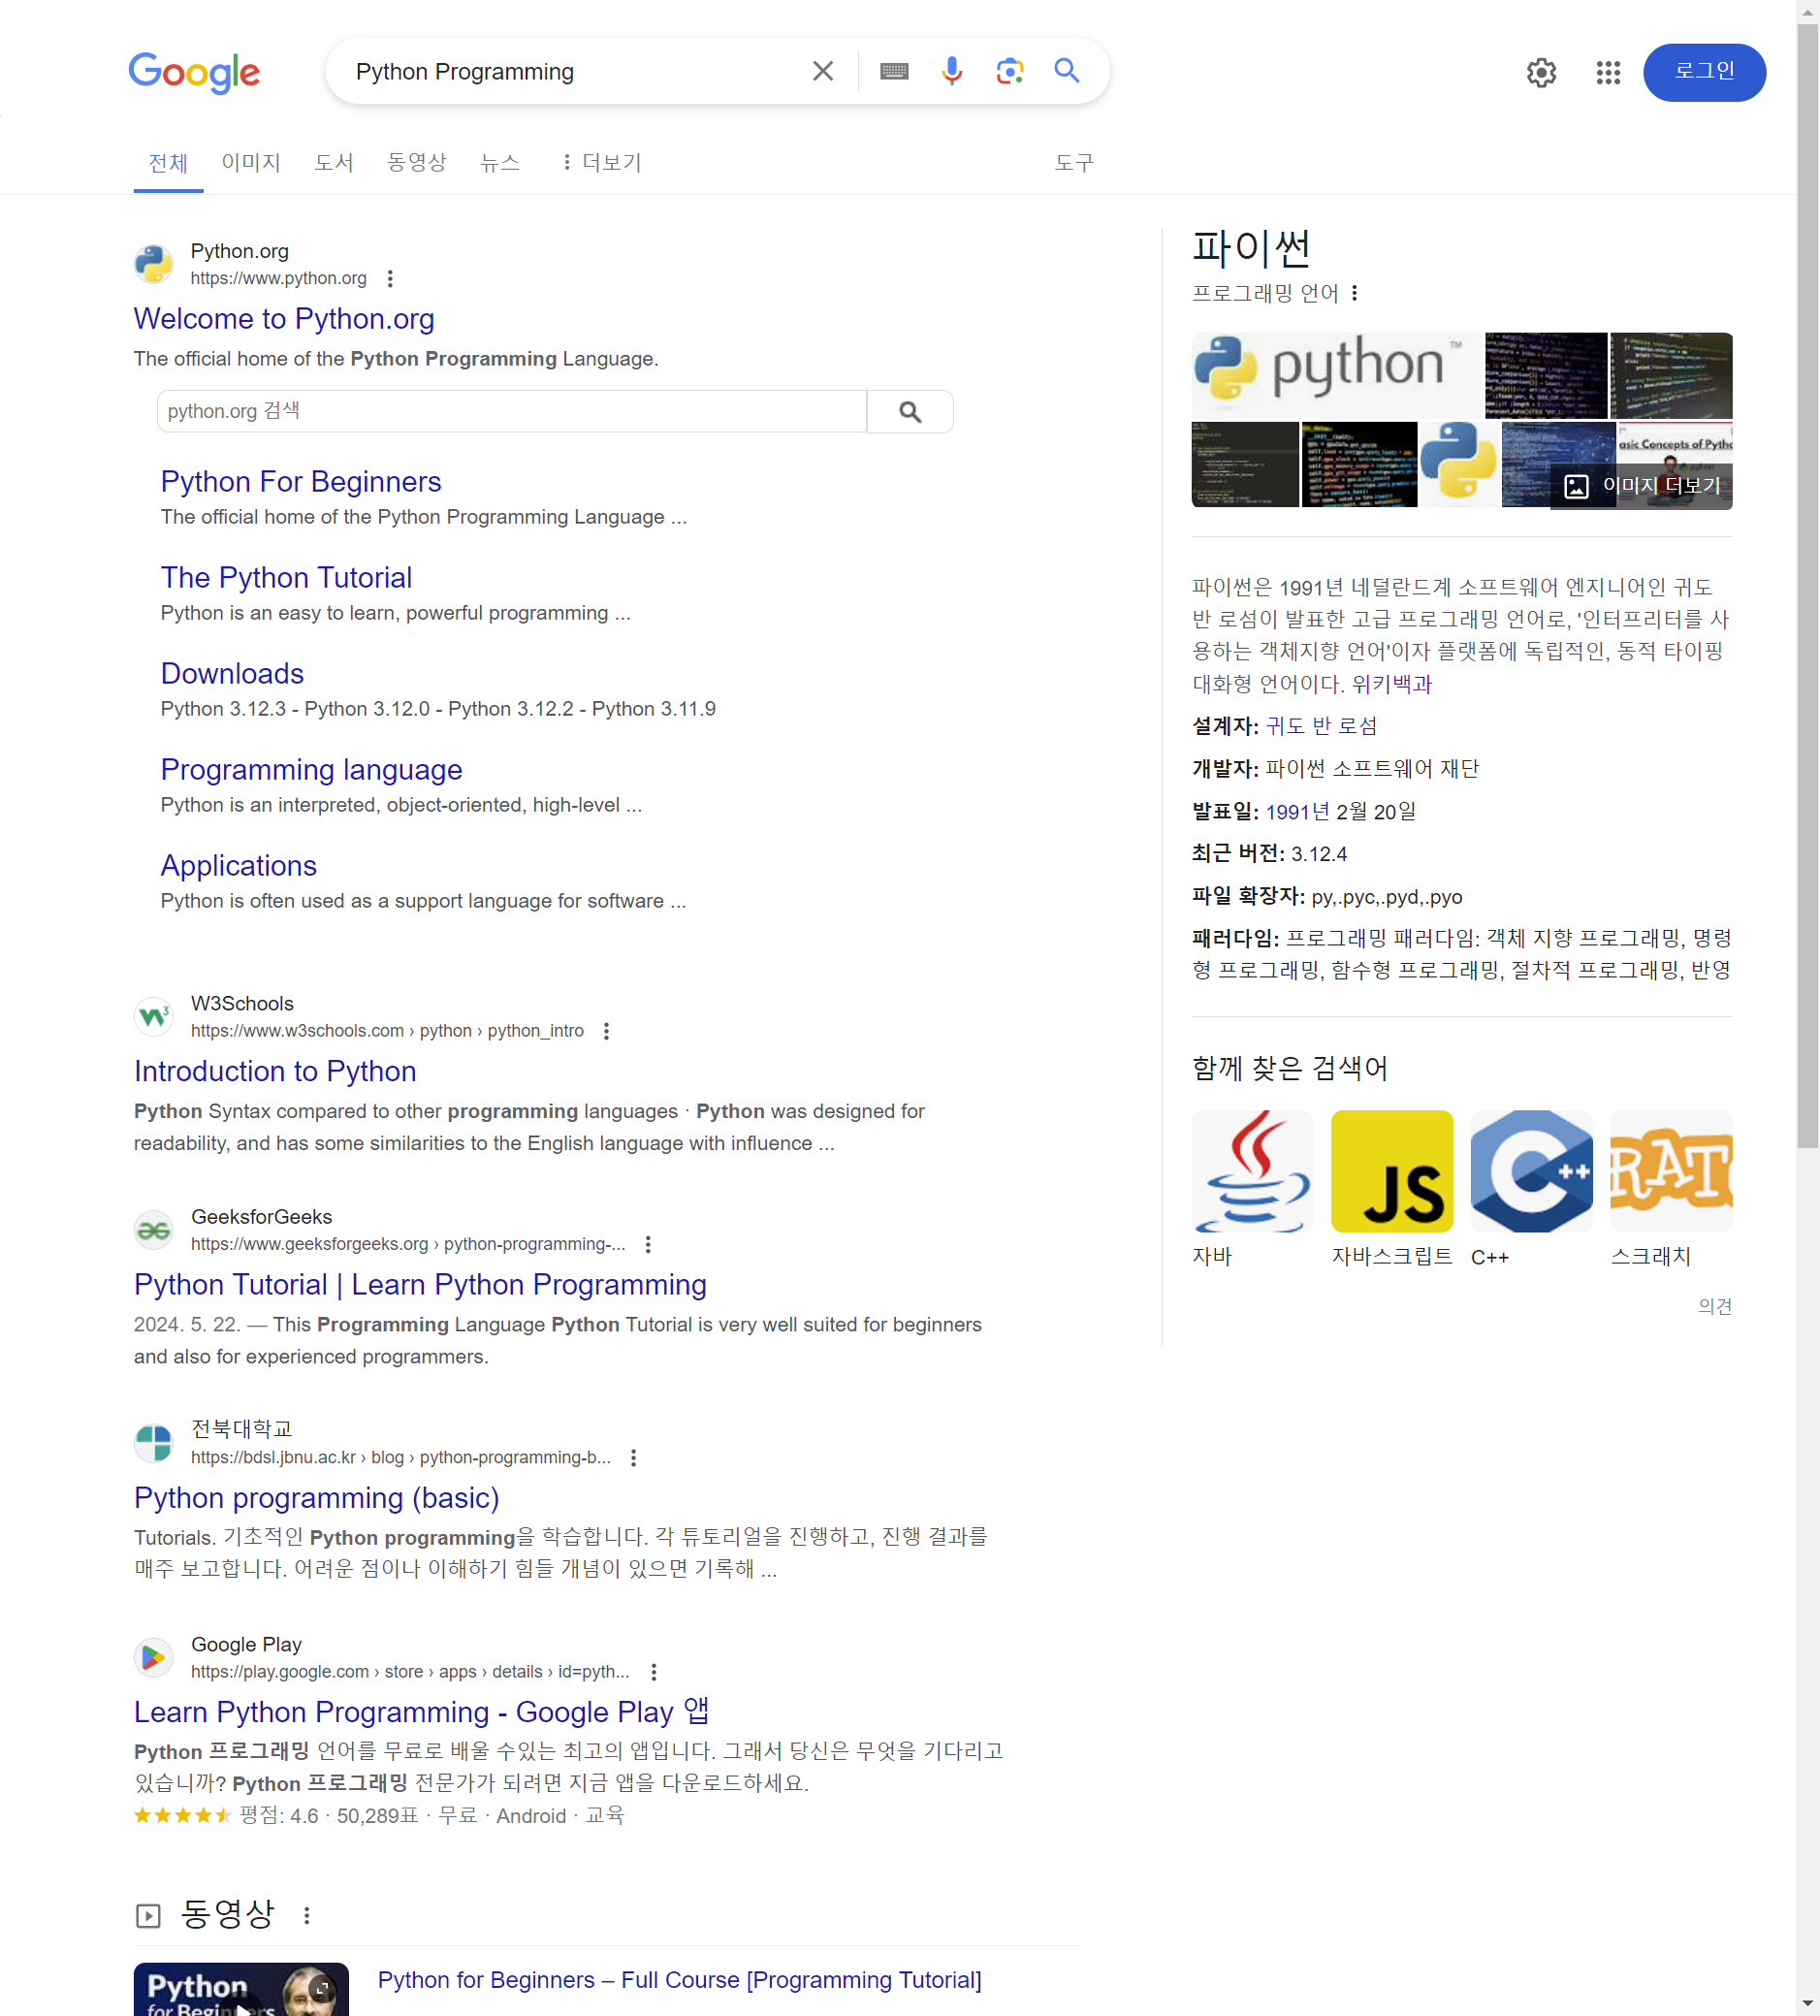 Google
Python Programming
로그인
전체
이미지
도서
동영상
뉴스
더보기
도구
Python.org
https://www.python.org
Welcome to Python.org
The official home of the Python Programming Language.
python.org 검색
Python For Beginners
The official home of the Python Programming Language ...
The Python Tutorial
Python is an easy to learn, powerful programming ...
Downloads
Python 3.12.3 - Python 3.12.0 - Python 3.12.2 - Python 3.11.9
Programming language
Python is an interpreted, object-oriented, high-level ...
Applications
Python is often used as a support language for software ...
W3Schools
https://www.w3schools.com › python › python_intro
Introduction to Python
Python Syntax compared to other programming languages · Python was designed for
readability, and has some similarities to the English language with influence ...
GeeksforGeeks
https://www.geeksforgeeks.org › python-programming-...
Python Tutorial | Learn Python Programming
2024. 5. 22. — This Programming Language Python Tutorial is very well suited for beginners
and also for experienced programmers.
전북대학교
https://bdsl.jbnu.ac.kr › blog › python-programming-b...
Python programming (basic)
Tutorials. 기초적인 Python programming을 학습합니다. 각 튜토리얼을 진행하고, 진행 결과를
매주 보고합니다. 어려운 점이나 이해하기 힘들 개념이 있으면 기록해 ...
Google Play
https://play.google.com › store › apps › details › id=pyth...
Learn Python Programming - Google Play 앱
Python 프로그래밍 언어를 무료로 배울 수있는 최고의 앱입니다. 그래서 당신은 무엇을 기다리고
있습니까? Python 프로그래밍 전문가가 되려면 지금 앱을 다운로드하세요.
평점: 4.6 · 50,289표 · 무료 · Android · 교육
동영상
Python
for Beginners
Python for Beginners – Full Course [Programming Tutorial]
파이썬
프로그래밍 언어
python™
asic Concepts of Pyth
이미지 더보기
파이썬은 1991년 네덜란드계 소프트웨어 엔지니어인 귀도
반 로섬이 발표한 고급 프로그래밍 언어로, '인터프리터를 사
용하는 객체지향 언어'이자 플랫폼에 독립적인, 동적 타이핑
대화형 언어이다. 위키백과
설계자: 귀도 반 로섬
개발자: 파이썬 소프트웨어 재단
발표일: 1991년 2월 20일
최근 버전: 3.12.4
파일 확장자: py,.pyc,.pyd,.pyo
패러다임: 프로그래밍 패러다임: 객체 지향 프로그래밍, 명령
형 프로그래밍, 함수형 프로그래밍, 절차적 프로그래밍, 반영
함께 찾은 검색어
JS
C++
RAT
자바
자바스크립트
C++
스크래치
의견